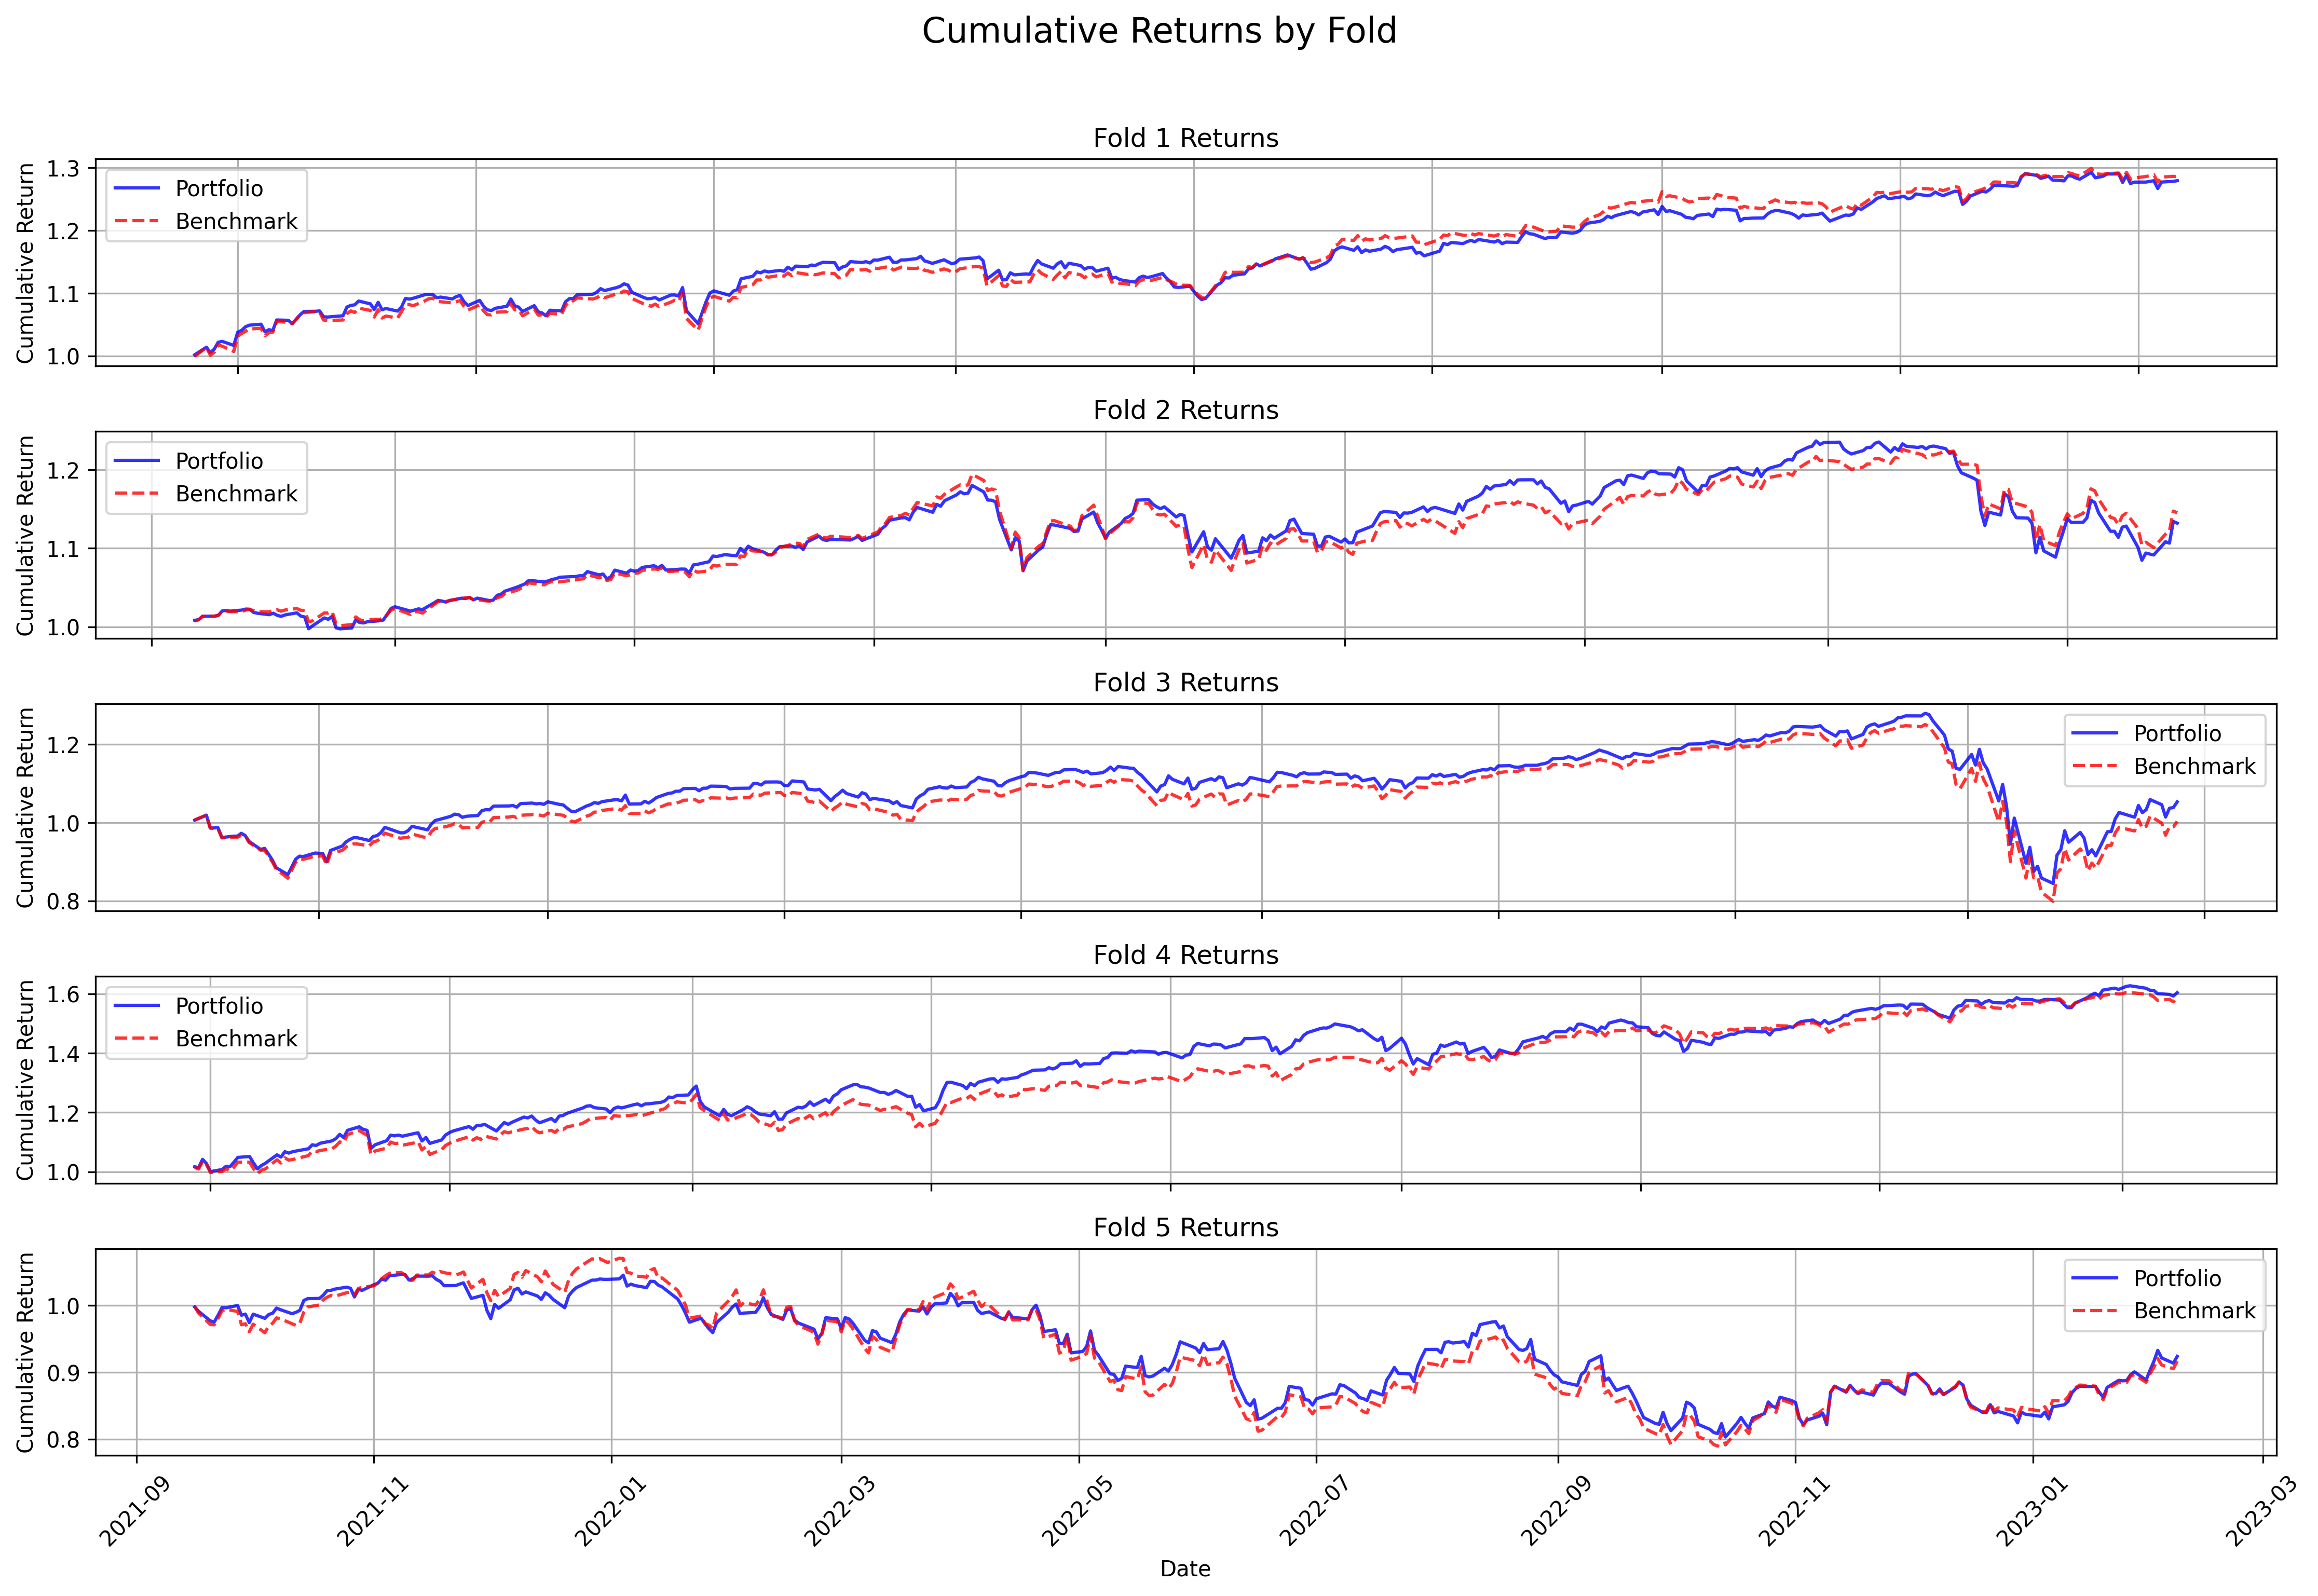 Cumulative Returns by Fold
Fold 1 Returns
Cumulative Return
1.3
1.2
1.1
1.0
Portfolio
Benchmark
Fold 2 Returns
Cumulative Return
1.2
1.1
1.0
Portfolio
Benchmark
Fold 3 Returns
Cumulative Return
1.2
1.0
0.8
Portfolio
Benchmark
Fold 4 Returns
Cumulative Return
1.6
1.4
1.2
1.0
Portfolio
Benchmark
Fold 5 Returns
Cumulative Return
1.0
0.9
0.8
Portfolio
Benchmark
2021-09
2021-11
2022-01
2022-03
2022-05
2022-07
2022-09
2022-11
2023-01
2023-03
Date